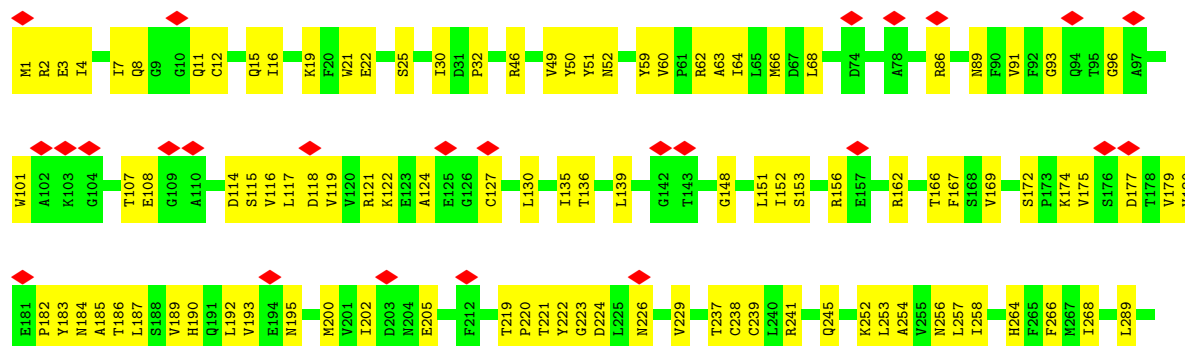 M1 R2 E3 I4 I7 Q8 G9 G10 Q11 C12 Q15 I16 K19 F20 W21 E22 S25 I30 D31 P32 R46 V49 Y50 Y51 N52 Y59 V60 P61 R62 A63 I64 L65 M66 D67 L68 D74 A78 R86 N89 F90 V91 F92 G93 Q94 T95 G96 A97
W101 A102 K103 G104 T107 E108 G109 A110 D114 S115 V116 L117 D118 V119 V120 R121 K122 E123 A124 E125 G126 C127 L130 I135 T136 L139 G142 T143 G148 L151 I152 S153 R156 E157 R162 T166 F167 S168 V169 S172 P173 K174 V175 S176 D177 T178 V179
E181 P182 Y183 N184 A185 T186 L187 S188 V189 H190 Q191 L192 V193 E194 N195 M200 V201 I202 D203 N204 E205 F212 T219 P220 T221 Y222 G223 D224 L225 N226 V229 T237 C238 C239 L240 R241 Q245 K252 L253 A254 V255 N256 L257 I258 H264 F265 F266 M267 I268 L289